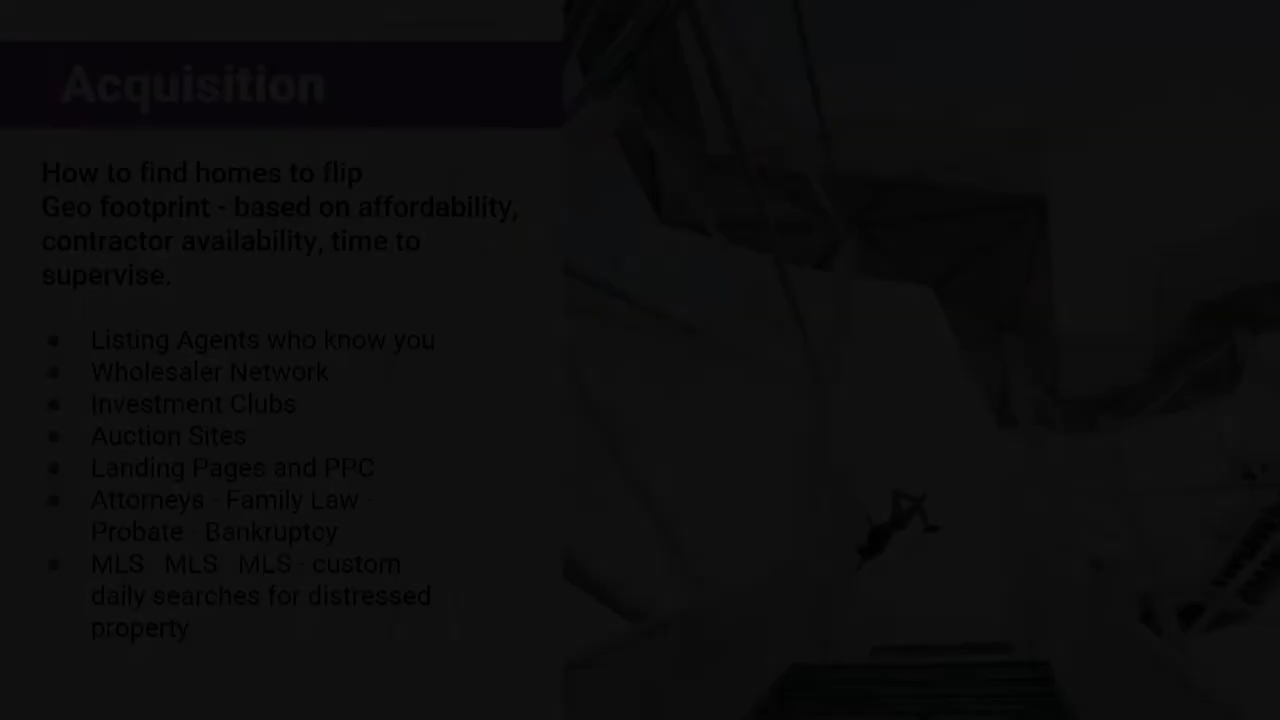 Acquisition
How to find homes to flip
Geo footprint - based on affordability,
contractor availability, time to
supervise.
● Listing Agents who know you
● Wholesaler Network
● Investment Clubs
● Auction Sites
● Landing Pages and PPC
● Attorneys - Family Law -
Probate - Bankruptcy
● MLS - MLS - MLS - custom
daily searches for distressed
property